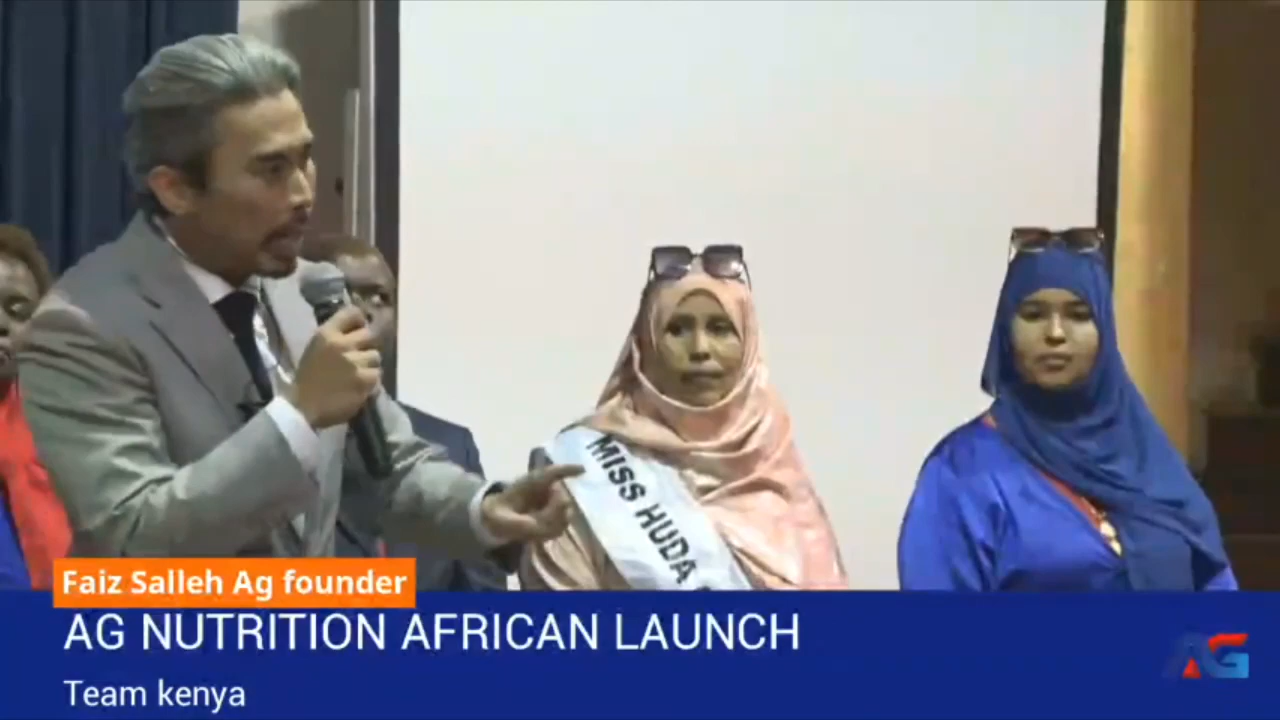 MISS HUDA
Faiz Salleh Ag founder
AG NUTRITION AFRICAN LAUNCH
Team kenya
AG